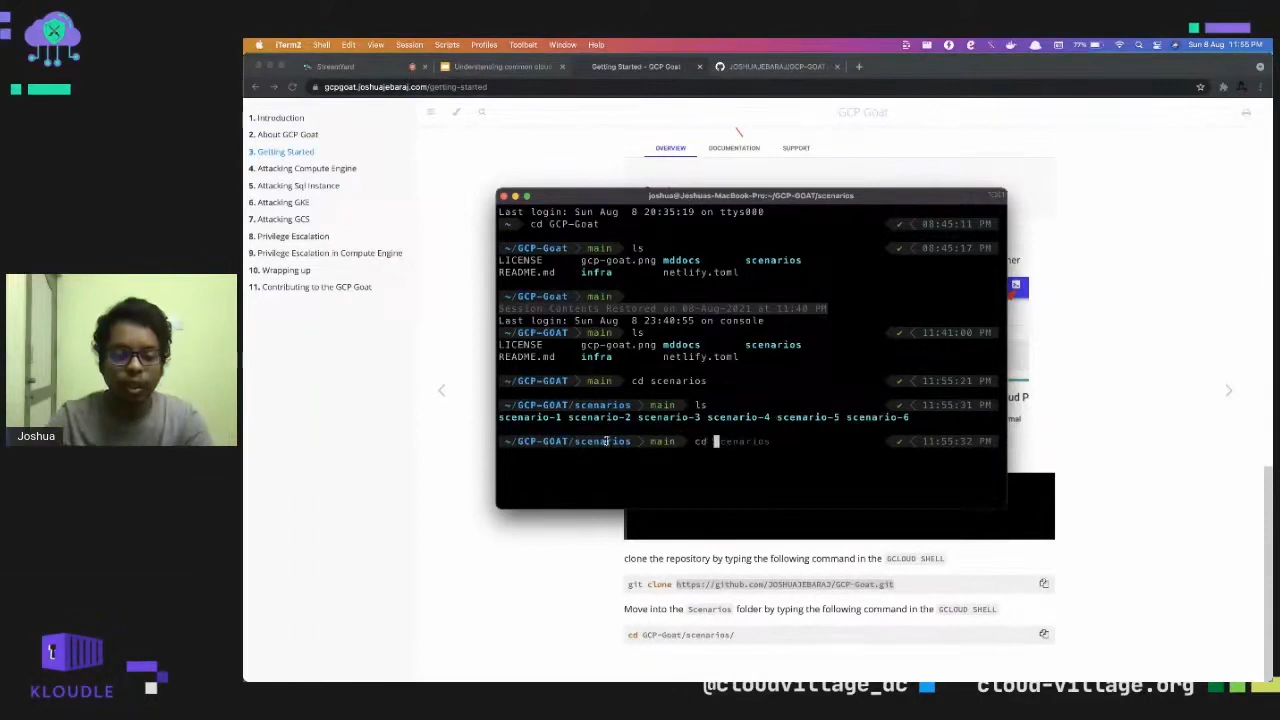 iTerm2 Shell Edit View Session Scripts Profiles Toolbelt Window Help
77% Sun 8 Aug 11:55 PM
StreamYard
Understanding common clou
Getting Started - GCP Goat
JOSHUAJEBARAJ/GCP-GOAT
gcpgoat.joshuajebaraj.com/getting-started
1. Introduction
2. About GCP Goat
3. Getting Started
4. Attacking Compute Engine
5. Attacking Sql Instance
6. Attacking GKE
7. Attacking GCS
8. Privilege Escalation
9. Privilege Escalation in Compute Engine
10. Wrapping up
11. Contributing to the GCP Goat
GCP Goat
OVERVIEW DOCUMENTATION SUPPORT
joshua@Joshuas-MacBook-Pro:~/GCP-GOAT/scenarios
Last login: Sun Aug 8 20:35:19 on ttys000
~ cd GCP-Goat 08:45:11 PM
~/GCP-Goat main ls 08:45:17 PM
LICENSE gcp-goat.png mddocs scenarios
README.md infra netlify.toml
~/GCP-Goat main
Session Contents Restored on 08-Aug-2021 at 11:40 PM
Last login: Sun Aug 8 23:40:55 on console
~/GCP-GOAT main ls 11:41:00 PM
LICENSE gcp-goat.png mddocs scenarios
README.md infra netlify.toml
~/GCP-GOAT main cd scenarios 11:55:21 PM
~/GCP-GOAT/scenarios main ls 11:55:31 PM
scenario-1 scenario-2 scenario-3 scenario-4 scenario-5 scenario-6
~/GCP-GOAT/scenarios main cd scenarios 11:55:32 PM
clone the repository by typing the following command in the GCLOUD SHELL
git clone https://github.com/JOSHUAJEBARAJ/GCP-Goat.git
Move into the Scenarios folder by typing the following command in the GCLOUD SHELL
cd GCP-Goat/scenarios/
Joshua
KLOUDLE
@cloudvillage_dc cloud-village.org